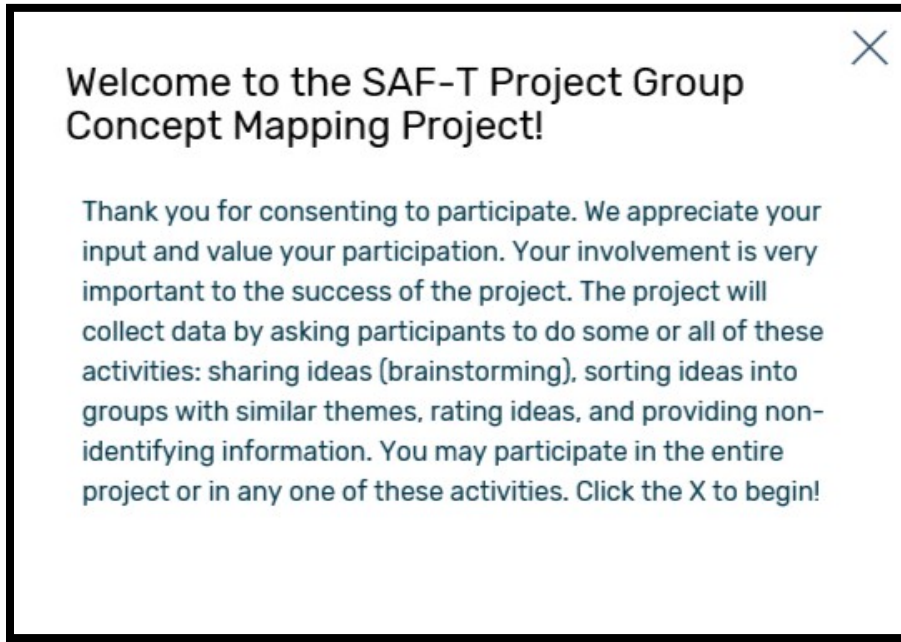 Welcome to the SAF-T Project Group
Concept Mapping Project!
Thank you for consenting to participate. We appreciate your
input and value your participation. Your involvement is very
important to the success of the project. The project will
collect data by asking participants to do some or all of these
activities: sharing ideas (brainstorming), sorting ideas into
groups with similar themes, rating ideas, and providing non-
identifying information. You may participate in the entire
project or in any one of these activities. Click the X to begin!